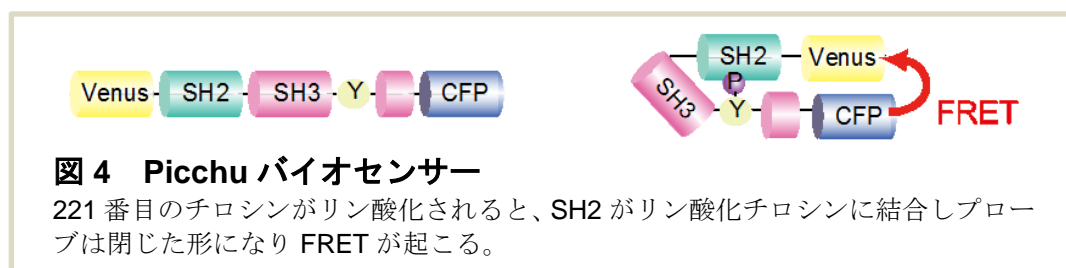 Venus SH2 SH3 Y CFP
SH2 Venus
P
SH3 Y CFP FRET
図 4 Picchu バイオセンサー
221 番目のチロシンがリン酸化されると、SH2 がリン酸化チロシンに結合しプロー
ブは閉じた形になり FRET が起こる。